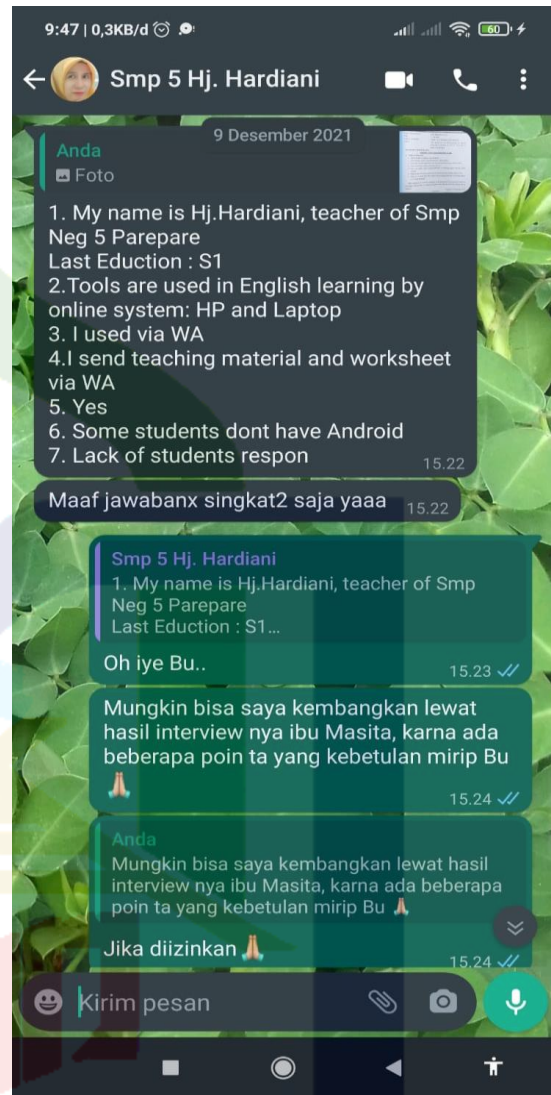 9:47 | 0,3KB/d
60
Smp 5 Hj. Hardiani
9 Desember 2021
Anda
Foto
1. My name is Hj.Hardiani, teacher of Smp
Neg 5 Parepare
Last Eduction : S1
2.Tools are used in English learning by
online system: HP and Laptop
3. I used via WA
4.I send teaching material and worksheet
via WA
5. Yes
6. Some students dont have Android
7. Lack of students respon
15.22
Maaf jawabanx singkat2 saja yaaa
15.22
Smp 5 Hj. Hardiani
1. My name is Hj.Hardiani, teacher of Smp
Neg 5 Parepare
Last Eduction : S1...
Oh iye Bu..
15.23
Mungkin bisa saya kembangkan lewat
hasil interview nya ibu Masita, karna ada
beberapa poin ta yang kebetulan mirip Bu
🙏
15.24
Anda
Mungkin bisa saya kembangkan lewat hasil
interview nya ibu Masita, karna ada beberapa
poin ta yang kebetulan mirip Bu 🙏
Jika diizinkan 🙏
15.24
Kirim pesan